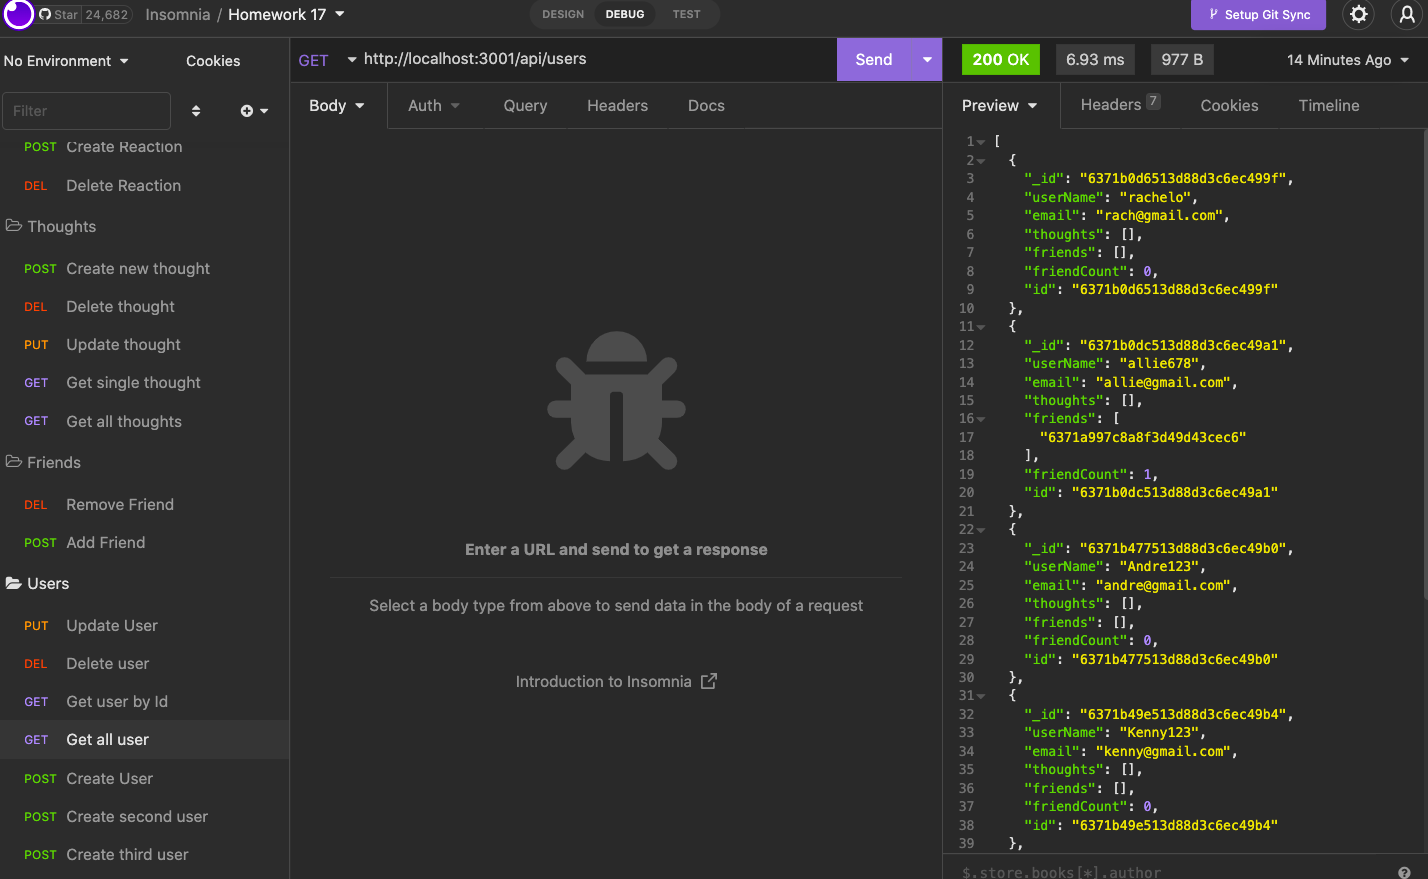 Star 24,682 Insomnia / Homework 17
DESIGN DEBUG TEST
Setup Git Sync
No Environment Cookies
Filter
POST Create Reaction
DEL Delete Reaction
Thoughts
POST Create new thought
DEL Delete thought
PUT Update thought
GET Get single thought
GET Get all thoughts
Friends
DEL Remove Friend
POST Add Friend
Users
PUT Update User
DEL Delete user
GET Get user by Id
GET Get all user
POST Create User
POST Create second user
POST Create third user
GET http://localhost:3001/api/users Send
Body Auth Query Headers Docs
Enter a URL and send to get a response
Select a body type from above to send data in the body of a request
Introduction to Insomnia
200 OK 6.93 ms 977 B 14 Minutes Ago
Preview Headers 7 Cookies Timeline
1 [
2 {
3 "_id": "6371b0d6513d88d3c6ec499f",
4 "userName": "rachelo",
5 "email": "rach@gmail.com",
6 "thoughts": [],
7 "friends": [],
8 "friendCount": 0,
9 "id": "6371b0d6513d88d3c6ec499f"
10 },
11 {
12 "_id": "6371b0dc513d88d3c6ec49a1",
13 "userName": "allie678",
14 "email": "allie@gmail.com",
15 "thoughts": [],
16 "friends": [
17 "6371a997c8a8f3d49d43cec6"
18 ],
19 "friendCount": 1,
20 "id": "6371b0dc513d88d3c6ec49a1"
21 },
22 {
23 "_id": "6371b477513d88d3c6ec49b0",
24 "userName": "Andre123",
25 "email": "andre@gmail.com",
26 "thoughts": [],
27 "friends": [],
28 "friendCount": 0,
29 "id": "6371b477513d88d3c6ec49b0"
30 },
31 {
32 "_id": "6371b49e513d88d3c6ec49b4",
33 "userName": "Kenny123",
34 "email": "kenny@gmail.com",
35 "thoughts": [],
36 "friends": [],
37 "friendCount": 0,
38 "id": "6371b49e513d88d3c6ec49b4"
39 },
$.store.books[*].author